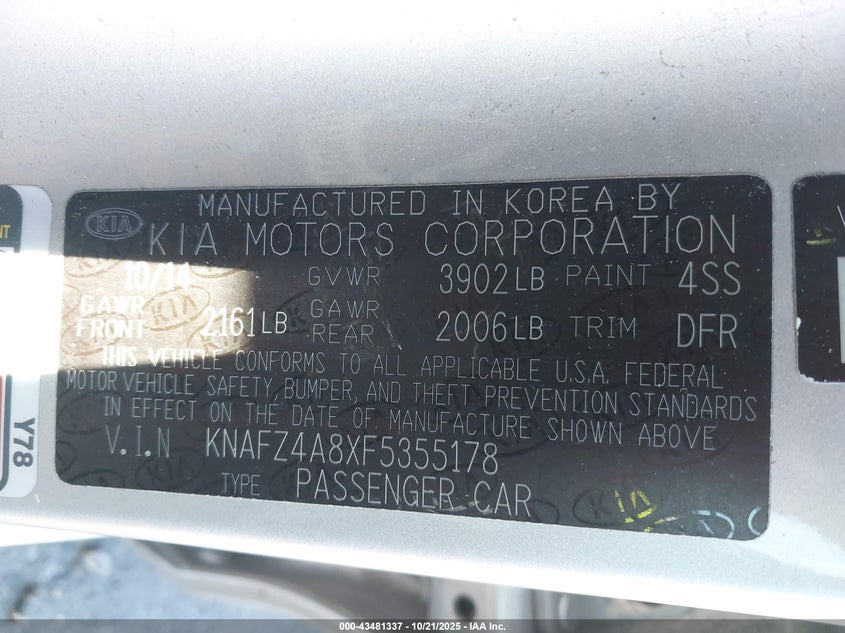 MANUFACTURED IN KOREA BY
KIA KIA MOTORS CORPORATION
10/14 GVWR 3902LB PAINT 4SS
GAWR FRONT 2161LB GAWR REAR 2006LB TRIM DFR
THIS VEHICLE CONFORMS TO ALL APPLICABLE U.S.A. FEDERAL
MOTOR VEHICLE SAFETY BUMPER, AND THEFT PREVENTION STANDARDS
IN EFFECT ON THE DATE OF MANUFACTURE SHOWN ABOVE
V.I.N KNAFZ4A8XF5355178
TYPE PASSENGER CAR
Y78
000-43481337 - 10/21/2025 - IAA Inc.